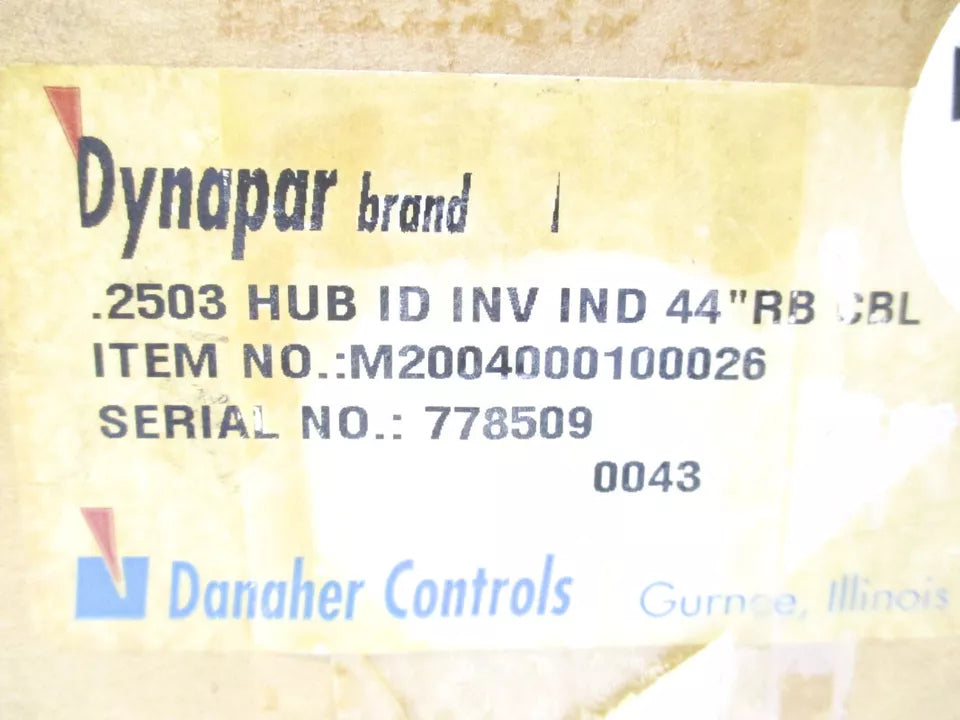 Dynapar brand
.2503 HUB ID INV IND 44"RB CBL
ITEM NO.:M2004000100026
SERIAL NO.: 778509
0043
Danaher Controls Gurnee, Illinois